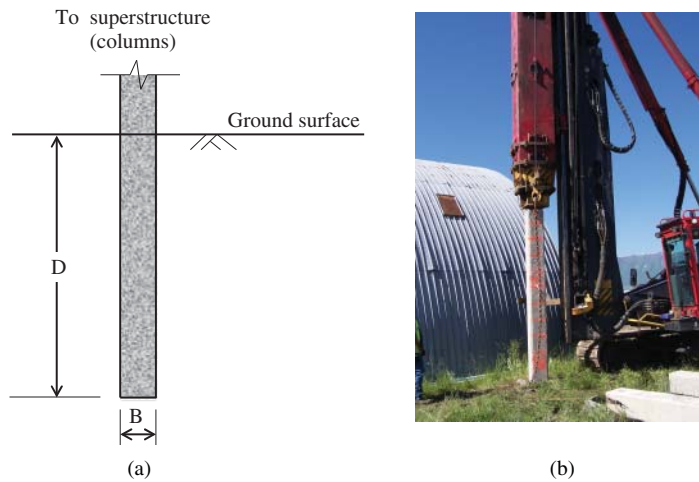 To superstructure
(columns)
Ground surface
D
B
(a)
(b)